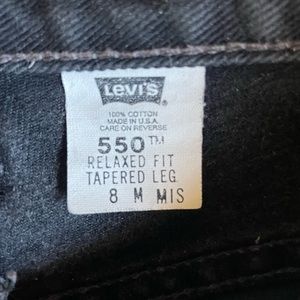 LEVI'S
100% COTTON
MADE IN U.S.A.
CARE ON REVERSE
550™
RELAXED FIT
TAPERED LEG
8 M MIS